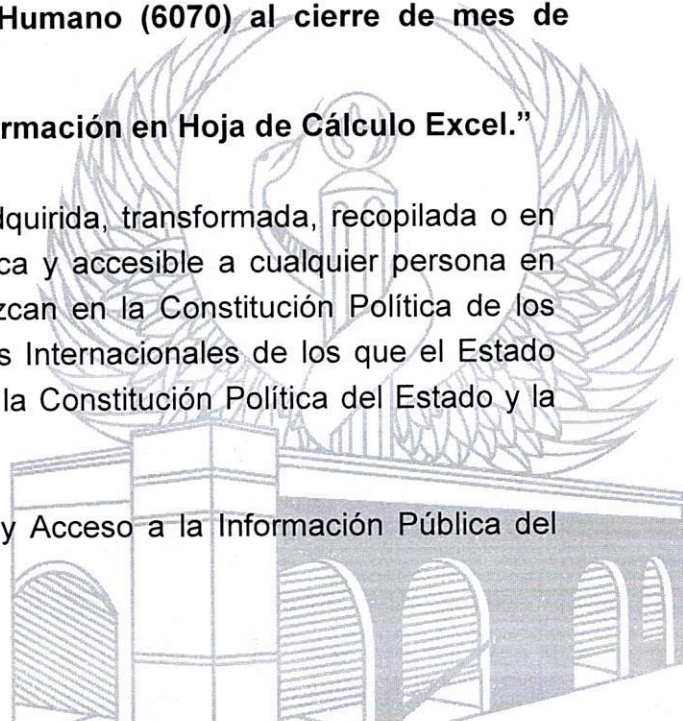 Humano (6070) al cierre de mes de
rmación en Hoja de Cálculo Excel.”
dquirida, transformada, recopilada o en
ca y accesible a cualquier persona en
zcan en la Constitución Política de los
s Internacionales de los que el Estado
la Constitución Política del Estado y la
y Acceso a la Información Pública del